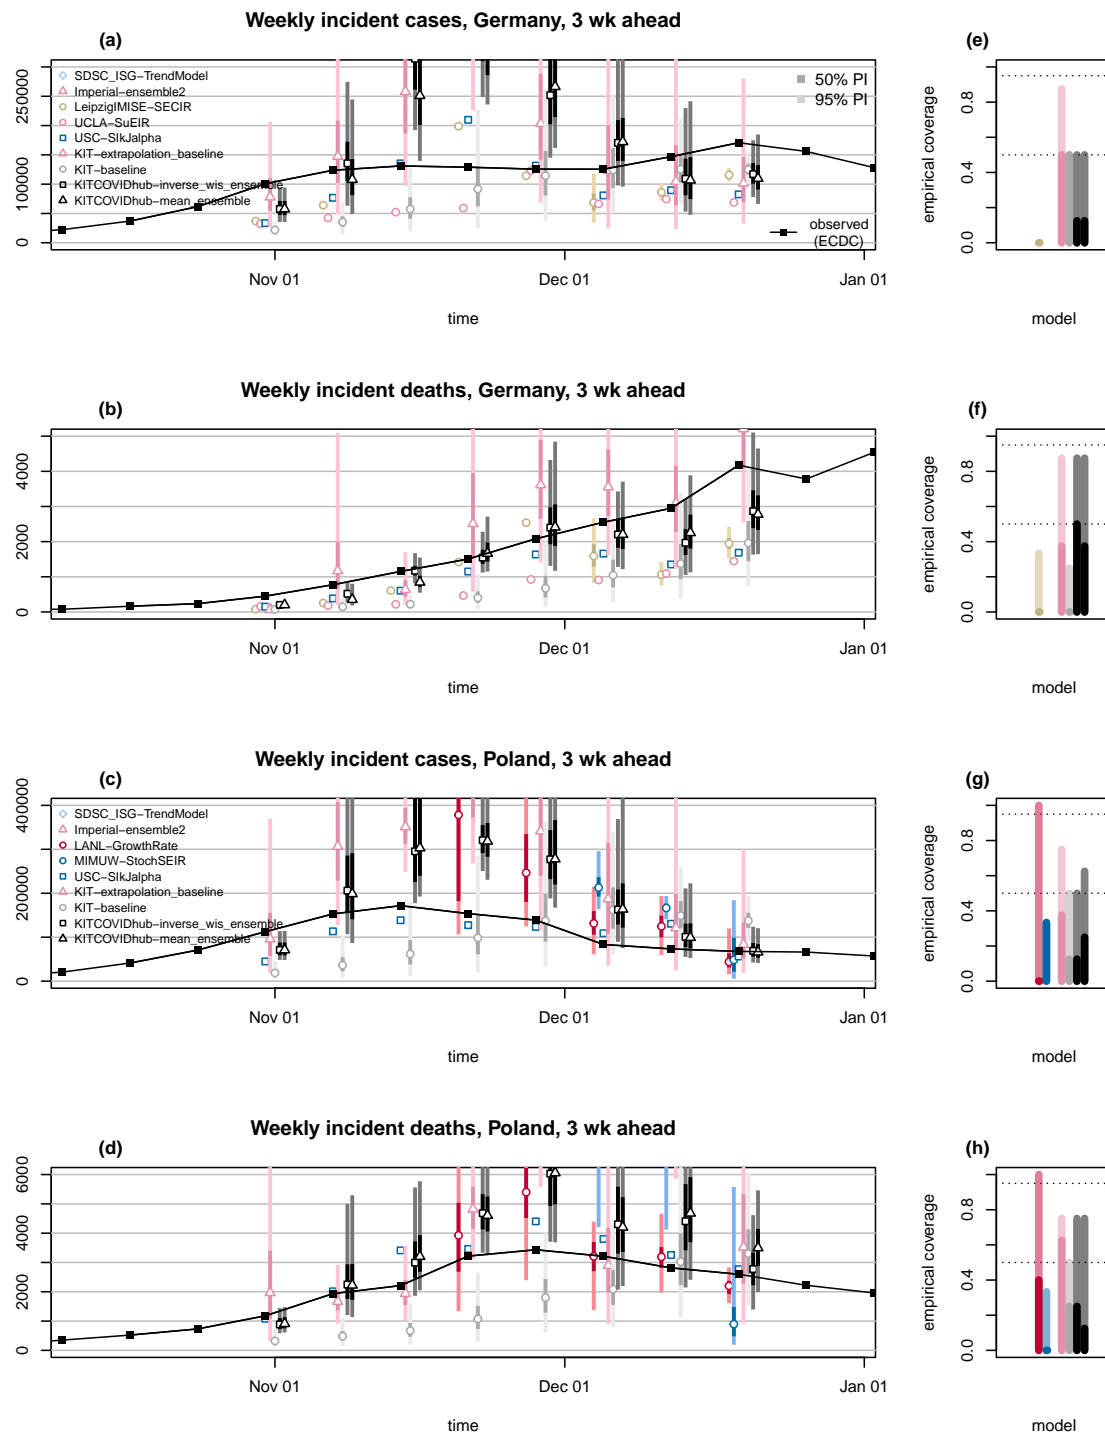 Weekly incident cases, Germany, 3 wk ahead
(a)
SDSC_ISG−TrendModel
Imperial−ensemble2
LeipzigIMISE−SECIR
UCLA−SuEIR
USC−SIkJalpha
KIT−extrapolation_baseline
KIT−baseline
KITCOVIDhub−inverse_wis_ensemble
KITCOVIDhub−mean_ensemble
50% PI
95% PI
observed
(ECDC)
0
100000
250000
Nov 01
Dec 01
Jan 01
time
(e)
empirical coverage
0.0
0.4
0.8
model
Weekly incident deaths, Germany, 3 wk ahead
(b)
0
2000
4000
Nov 01
Dec 01
Jan 01
time
(f)
empirical coverage
0.0
0.4
0.8
model
Weekly incident cases, Poland, 3 wk ahead
(c)
SDSC_ISG−TrendModel
Imperial−ensemble2
LANL−GrowthRate
MIMUW−StochSEIR
USC−SIkJalpha
KIT−extrapolation_baseline
KIT−baseline
KITCOVIDhub−inverse_wis_ensemble
KITCOVIDhub−mean_ensemble
0
100000
200000
400000
Nov 01
Dec 01
Jan 01
time
(g)
empirical coverage
0.0
0.4
0.8
model
Weekly incident deaths, Poland, 3 wk ahead
(d)
0
2000
4000
6000
Nov 01
Dec 01
Jan 01
time
(h)
empirical coverage
0.0
0.4
0.8
model